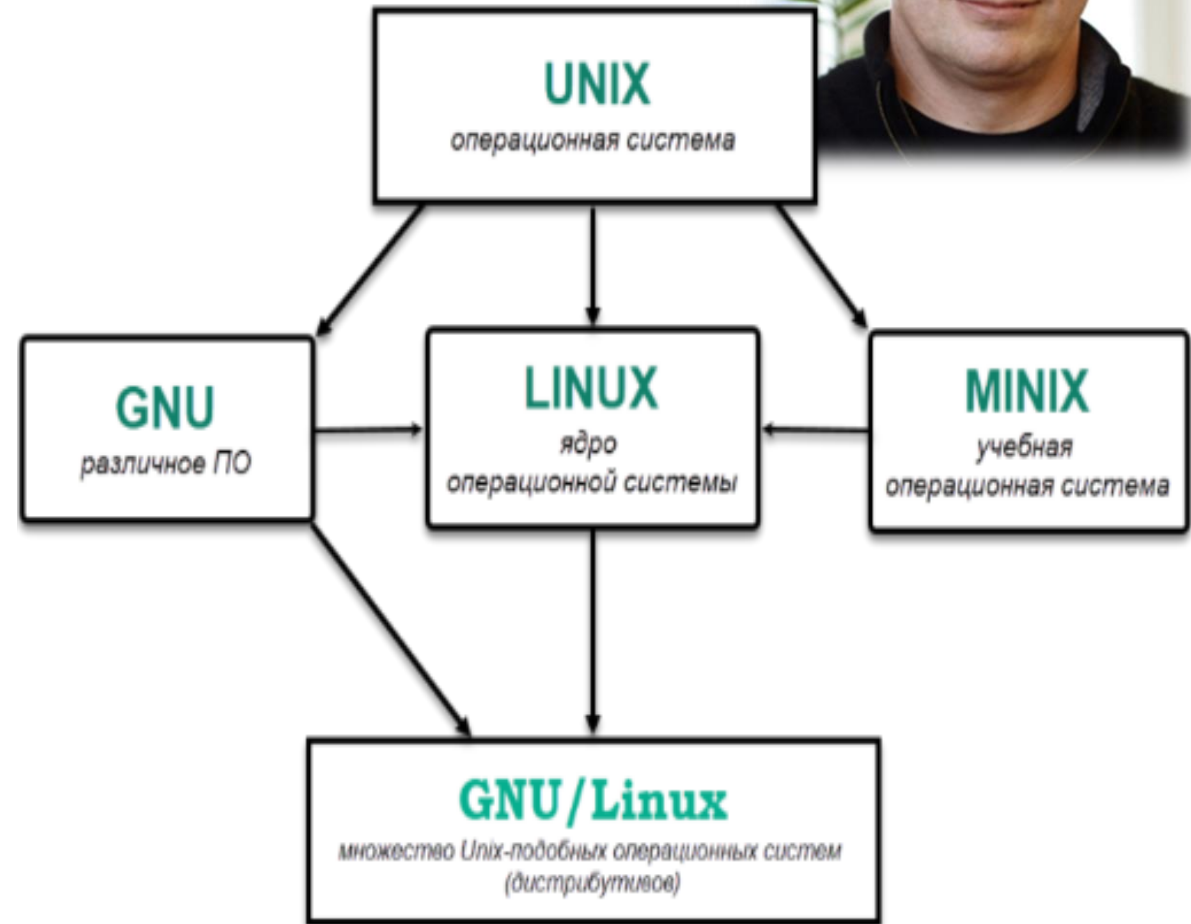 UNIX
операционная система
GNU
различное ПО
LINUX
ядро
операционной системы
MINIX
учебная
операционная система
GNU/Linux
множество Unix-подобных операционных систем
(дистрибутивов)